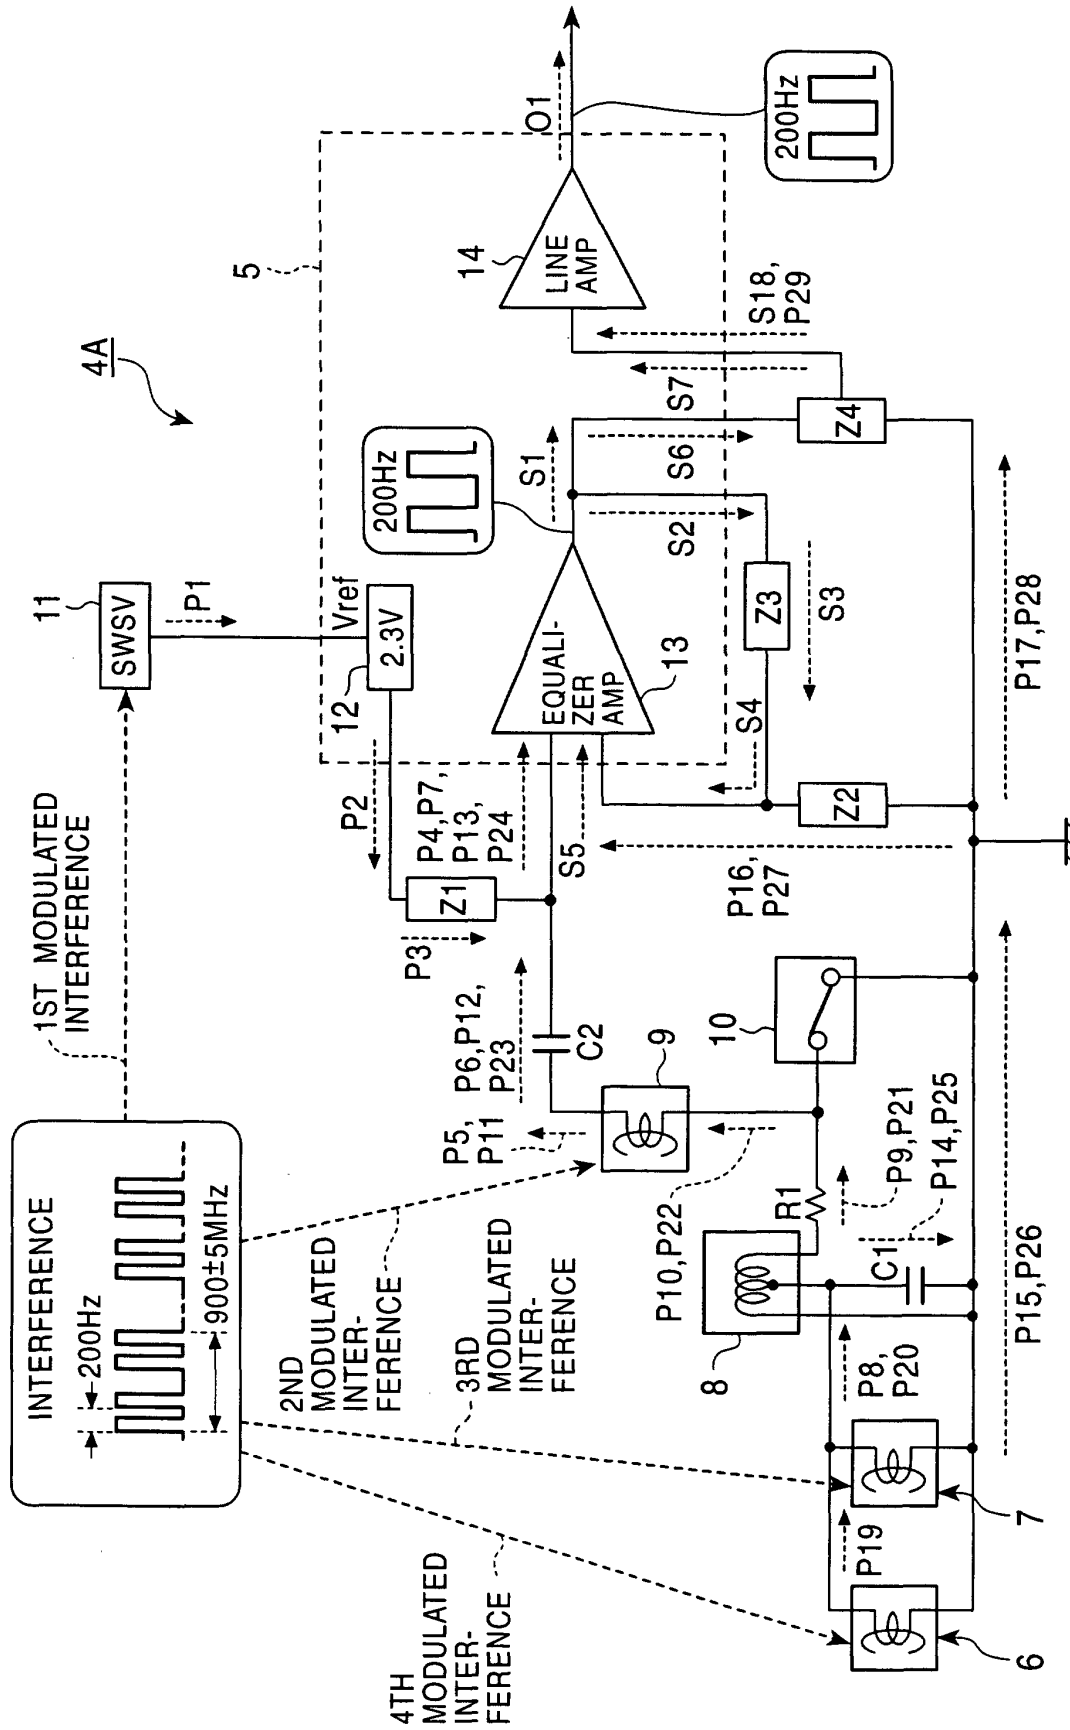 4A
INTERFERENCE
200Hz
900±5MHz
1ST MODULATED
INTERFERENCE
2ND
MODULATED
INTER-
FERENCE
3RD
MODULATED
INTER-
FERENCE
4TH
MODULATED
INTER-
FERENCE
11
SWSV
P1
5
12
Vref
2.3V
P2
Z1
P3
P4,P7,
P13,
P24
S5
EQUALI-
ZER
AMP
13
200Hz
S1
S6
S2
S7
14
LINE
AMP
O1
200Hz
S18,
P29
Z4
Z3
S3
S4
Z2
P16,
P27
P17,P28
P6,P12,
P23
C2
P5,
P11
9
10
P10,P22
R1
P9,P21
P14,P25
8
C1
P8,
P20
P15,P26
7
P19
6